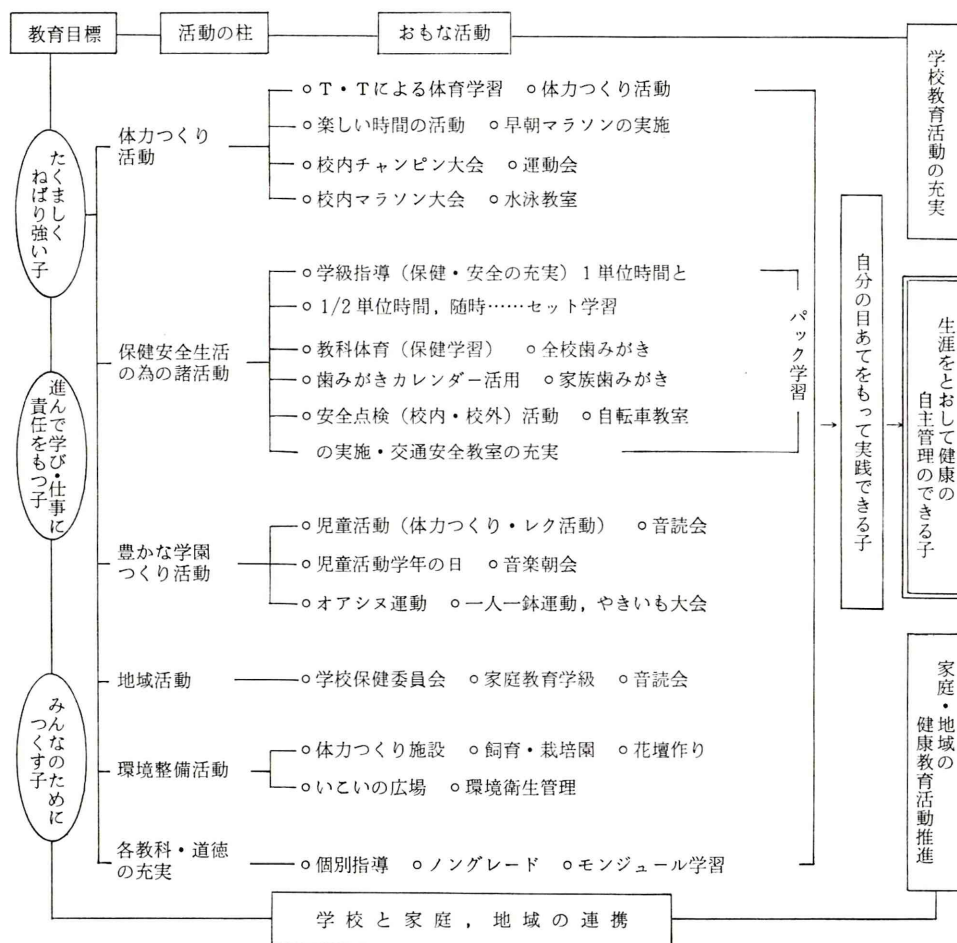 教育目標
活動の柱
おもな活動
学校教育活動の充実
たくましく
ねばり強い子
進んで学び・仕事に
責任をもつ子
みんなのために
つくす子
体力つくり
活動
○T・Tによる体育学習 ○体力つくり活動
○楽しい時間の活動 ○早朝マラソンの実施
○校内チャンピン大会 ○運動会
○校内マラソン大会 ○水泳教室
保健安全生活
の為の諸活動
○学級指導（保健・安全の充実）1単位時間と
○1/2単位時間，随時……セット学習
○教科体育（保健学習） ○全校歯みがき
○歯みがきカレンダー活用 ○家族歯みがき
○安全点検（校内・校外）活動 ○自転車教室
の実施・交通安全教室の充実
パック学習
豊かな学園
つくり活動
○児童活動（体力つくり・レク活動） ○音読会
○児童活動学年の日 ○音楽朝会
○オアシヌ運動 ○一人一鉢運動，やきいも大会
地域活動
○学校保健委員会 ○家庭教育学級 ○音読会
環境整備活動
○体力つくり施設 ○飼育・栽培園 ○花壇作り
○いこいの広場 ○環境衛生管理
各教科・道徳
の充実
○個別指導 ○ノングレード ○モンジュール学習
自分の目あてをもって実践できる子
生涯をとおして健康の
自主管理のできる子
家庭・地域の
健康教育活動推進
学校と家庭，地域の連携